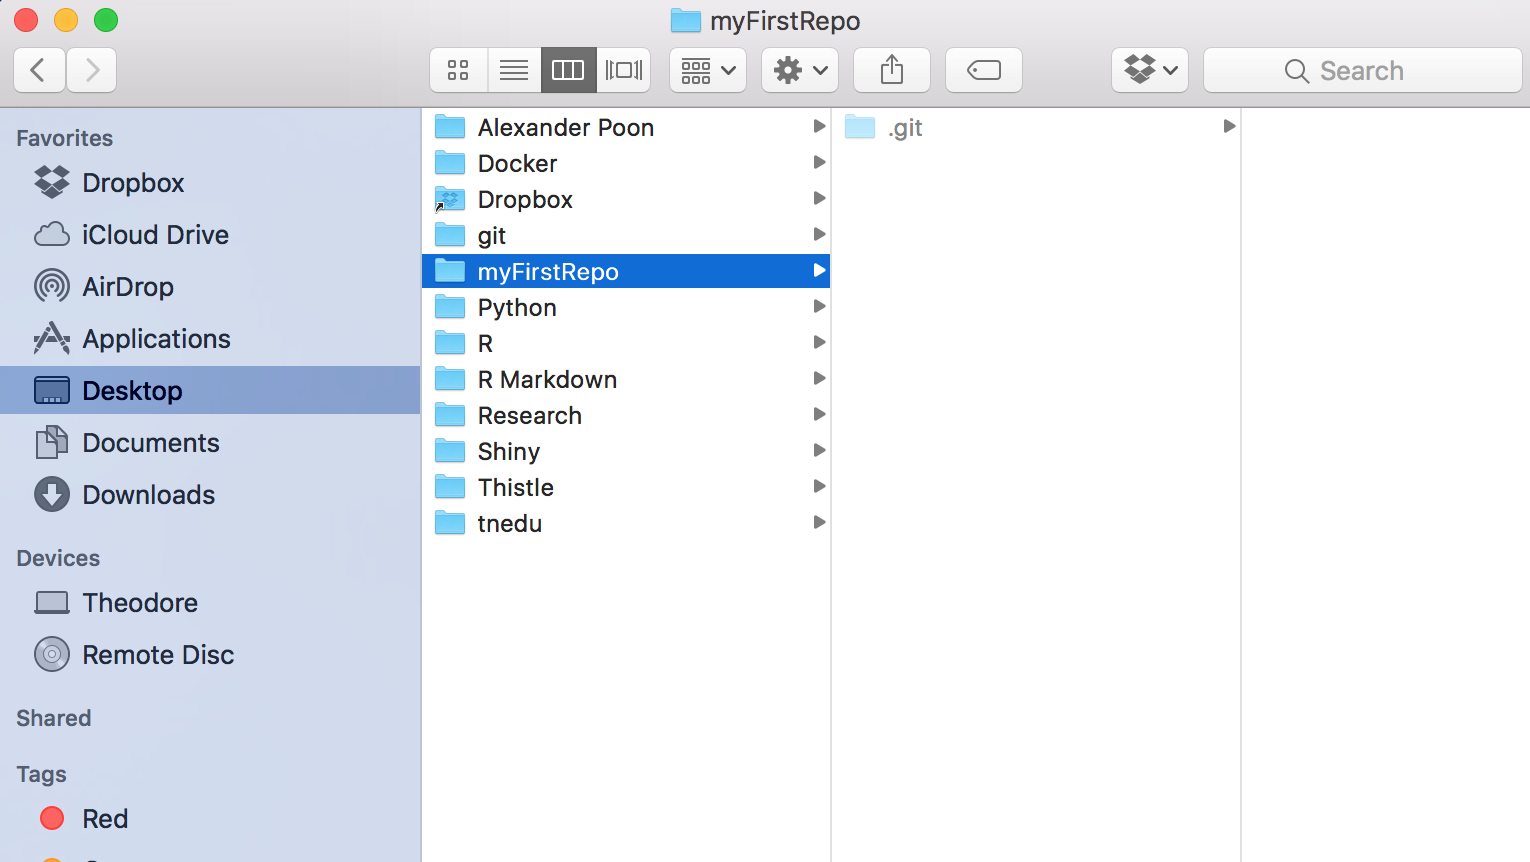 myFirstRepo
Search
Favorites
Dropbox
iCloud Drive
AirDrop
Applications
Desktop
Documents
Downloads
Devices
Theodore
Remote Disc
Shared
Tags
Red
Alexander Poon
Docker
Dropbox
git
myFirstRepo
Python
R
R Markdown
Research
Shiny
Thistle
tnedu
.git